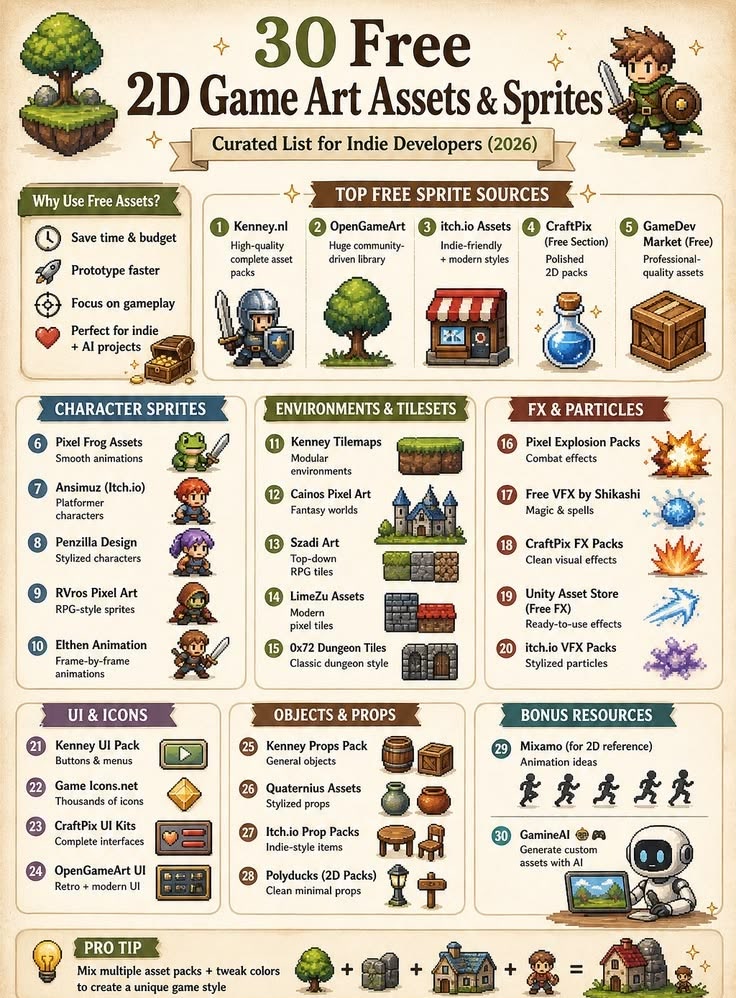 30 Free
2D Game Art Assets & Sprites
Curated List for Indie Developers (2026)
Why Use Free Assets?
Save time & budget
Prototype faster
Focus on gameplay
Perfect for indie
+ AI projects
TOP FREE SPRITE SOURCES
1 Kenney.nl
High-quality
complete asset
packs
2 OpenGameArt
Huge community-
driven library
3 itch.io Assets
Indie-friendly
+ modern styles
4 CraftPix
(Free Section)
Polished
2D packs
5 GameDev
Market (Free)
Professional-
quality assets
CHARACTER SPRITES
6 Pixel Frog Assets
Smooth animations
7 Ansimuz (Itch.io)
Platformer
characters
8 Penzilla Design
Stylized characters
9 RVros Pixel Art
RPG-style sprites
10 Elthen Animation
Frame-by-frame
animations
ENVIRONMENTS & TILESETS
11 Kenney Tilemaps
Modular
environments
12 Cainos Pixel Art
Fantasy worlds
13 Szadi Art
Top-down
RPG tiles
14 LimeZu Assets
Modern
pixel tiles
15 0x72 Dungeon Tiles
Classic dungeon style
FX & PARTICLES
16 Pixel Explosion Packs
Combat effects
17 Free VFX by Shikashi
Magic & spells
18 CraftPix FX Packs
Clean visual effects
19 Unity Asset Store
(Free FX)
Ready-to-use effects
20 itch.io VFX Packs
Stylized particles
UI & ICONS
21 Kenney UI Pack
Buttons & menus
22 Game Icons.net
Thousands of icons
23 CraftPix UI Kits
Complete interfaces
24 OpenGameArt UI
Retro + modern UI
OBJECTS & PROPS
25 Kenney Props Pack
General objects
26 Quaternius Assets
Stylized props
27 Itch.io Prop Packs
Indie-style items
28 Polyducks (2D Packs)
Clean minimal props
BONUS RESOURCES
29 Mixamo (for 2D reference)
Animation ideas
30 GamineAI
Generate custom
assets with AI
PRO TIP
Mix multiple asset packs + tweak colors
to create a unique game style
+ + + =